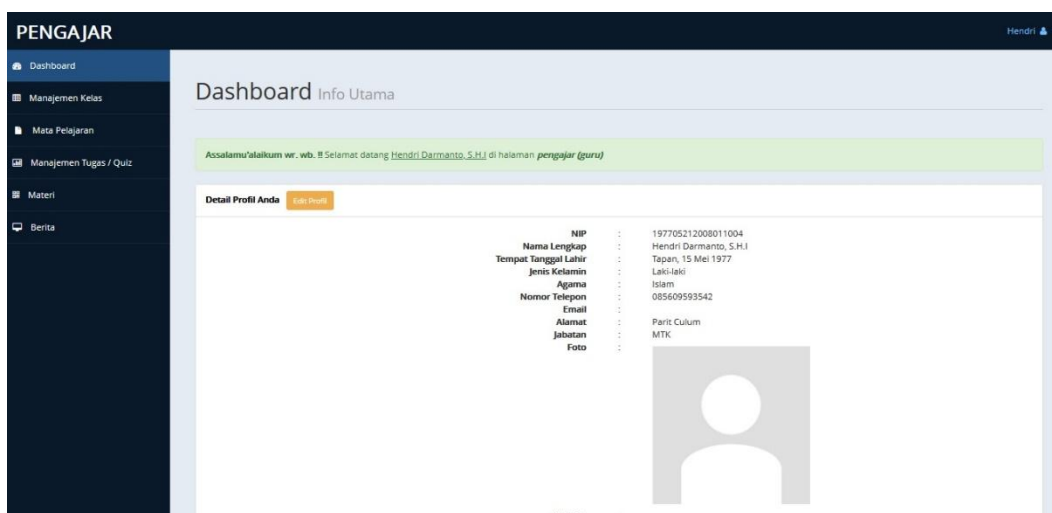 PENGAJAR
Hendri
Dashboard
Manajemen Kelas
Mata Pelajaran
Manajemen Tugas / Quiz
Materi
Berita
Dashboard Info Utama
Assalamu'alaikum wr. wb. !! Selamat datang Hendri Darmanto, S.H.I di halaman pengajar (guru)
Detail Profil Anda Edit Profil
NIP : 197705212008011004
Nama Lengkap : Hendri Darmanto, S.H.I
Tempat Tanggal Lahir : Tapan, 15 Mei 1977
Jenis Kelamin : Laki-laki
Agama : Islam
Nomor Telepon : 085609593542
Email :
Alamat : Parit Culum
Jabatan : MTK
Foto :